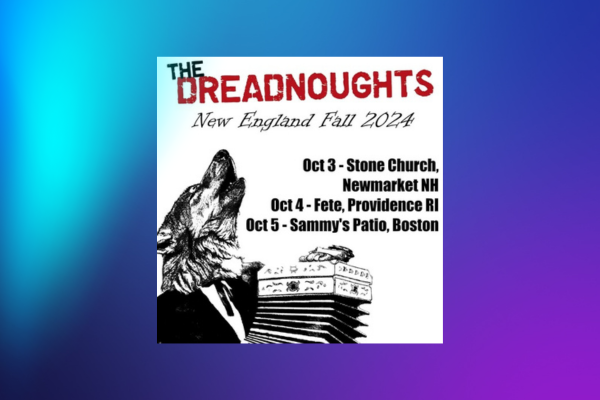 THE
DREADNOUGHTS
New England Fall 2024
Oct 3 - Stone Church,
Newmarket NH
Oct 4 - Fete, Providence RI
Oct 5 - Sammy's Patio, Boston